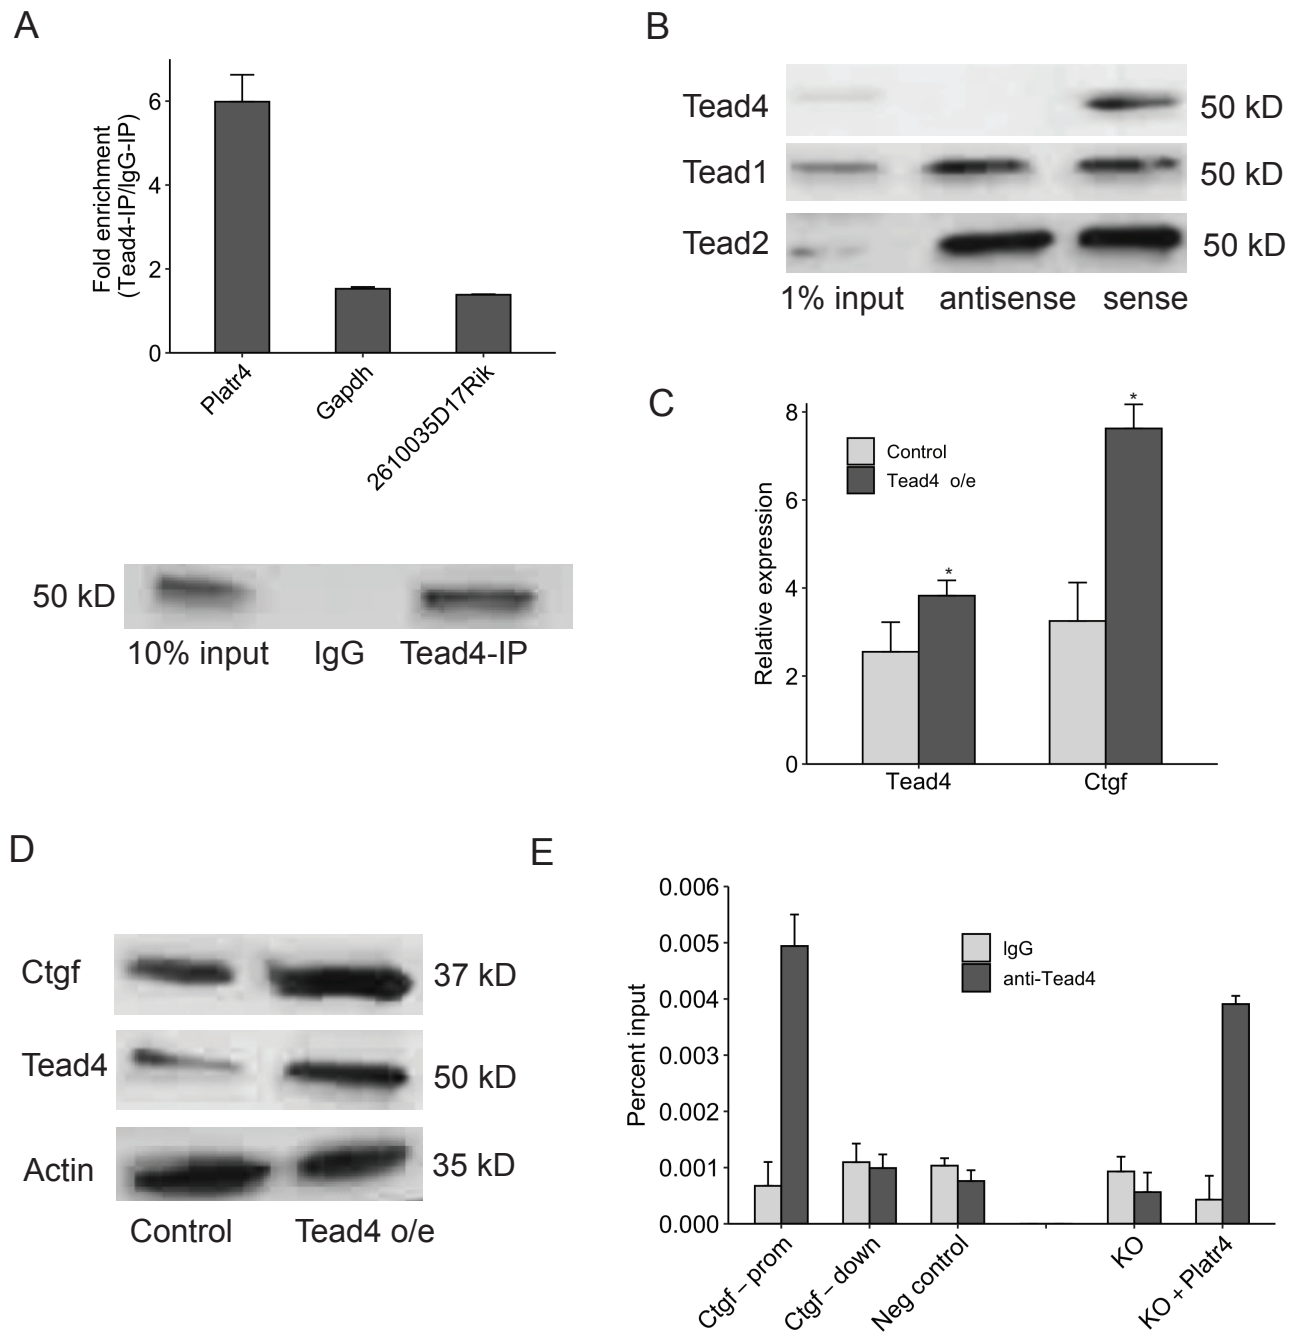 A
Fold enrichment
(Tead4-IP/IgG-IP)
6
4
2
0
Platr4
Gapdh
2610035D17Rik
50 kD
10% input IgG Tead4-IP
B
Tead4 50 kD
Tead1 50 kD
Tead2 50 kD
1% input antisense sense
C
Relative expression
8
6
4
2
0
Control
Tead4 o/e
*
*
Tead4 Ctgf
D
Ctgf 37 kD
Tead4 50 kD
Actin 35 kD
Control Tead4 o/e
E
Percent input
0.006
0.005
0.004
0.003
0.002
0.001
0.000
IgG
anti-Tead4
Ctgf – prom
Ctgf – down
Neg control
KO
KO + Platr4